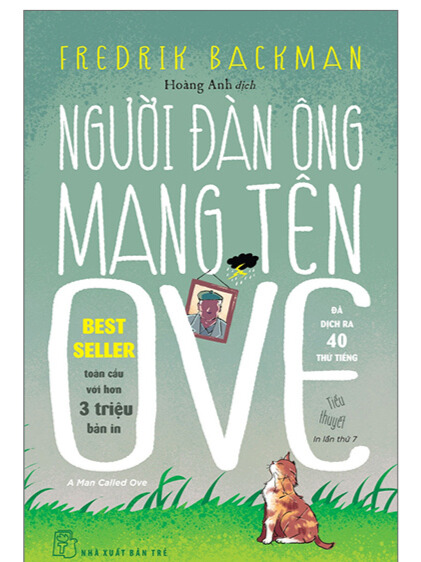 FREDRIK BACKMAN
Hoàng Anh dịch
NGƯỜI ĐÀN ÔNG
MANG TÊN
OVE
BEST
SELLER
toàn cầu
với hơn
3 triệu
bản in
ĐÃ
DỊCH RA
40
THỨ TIẾNG
Tiểu
thuyết
In lần thứ 7
A Man Called Ove
NHÀ XUẤT BẢN TRẺ